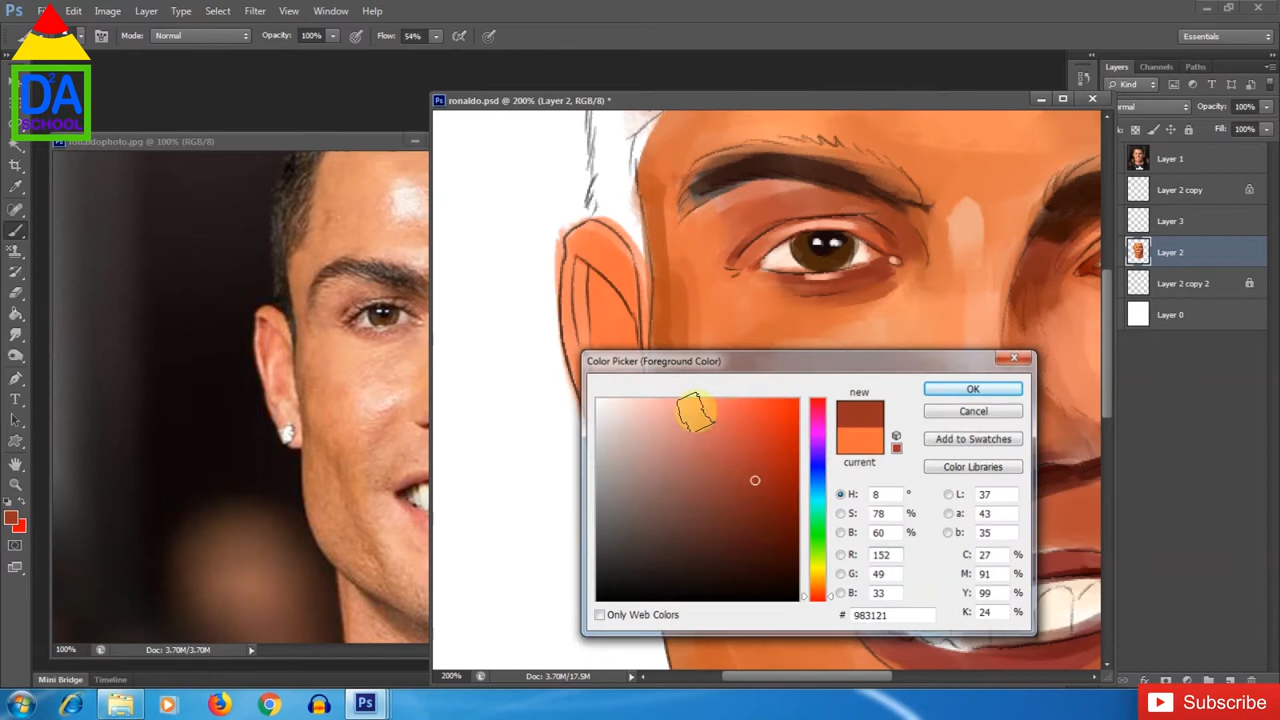 Ps Edit Image Layer Type Select Filter View Window Help
Mode: Normal Opacity: 100% Flow: 54% Essentials
D²A
SCHOOL
ronaldophoto.jpg @ 100% (RGB/8)
Ps ronaldo.psd @ 200% (Layer 2, RGB/8) *
Layers Channels Paths
Kind
Normal Opacity: 100%
Fill: 100%
Layer 1
Layer 2 copy
Layer 3
Layer 2
Layer 2 copy 2
Layer 0
Color Picker (Foreground Color)
new
current
OK
Cancel
Add to Swatches
Color Libraries
H: 8 ° L: 37
S: 78 % a: 43
B: 60 % b: 35
R: 152 C: 27 %
G: 49 M: 91 %
B: 33 Y: 99 %
# 983121 K: 24 %
Only Web Colors
100% Doc: 3.70M/3.70M
200% Doc: 3.70M/17.5M
Mini Bridge Timeline
Ps
Subscribe